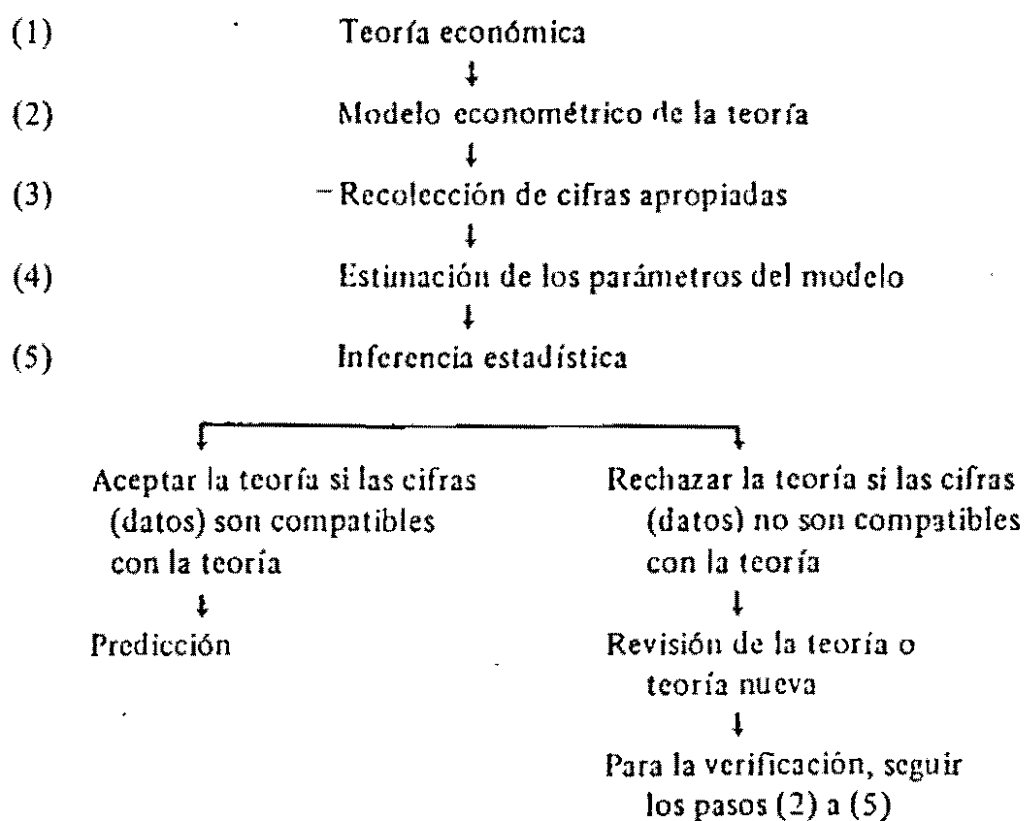 (1) Teoría económica
(2) Modelo econométrico de la teoría
(3) Recolección de cifras apropiadas
(4) Estimación de los parámetros del modelo
(5) Inferencia estadística
Aceptar la teoría si las cifras
(datos) son compatibles
con la teoría
Predicción
Rechazar la teoría si las cifras
(datos) no son compatibles
con la teoría
Revisión de la teoría o
teoría nueva
Para la verificación, seguir
los pasos (2) a (5)